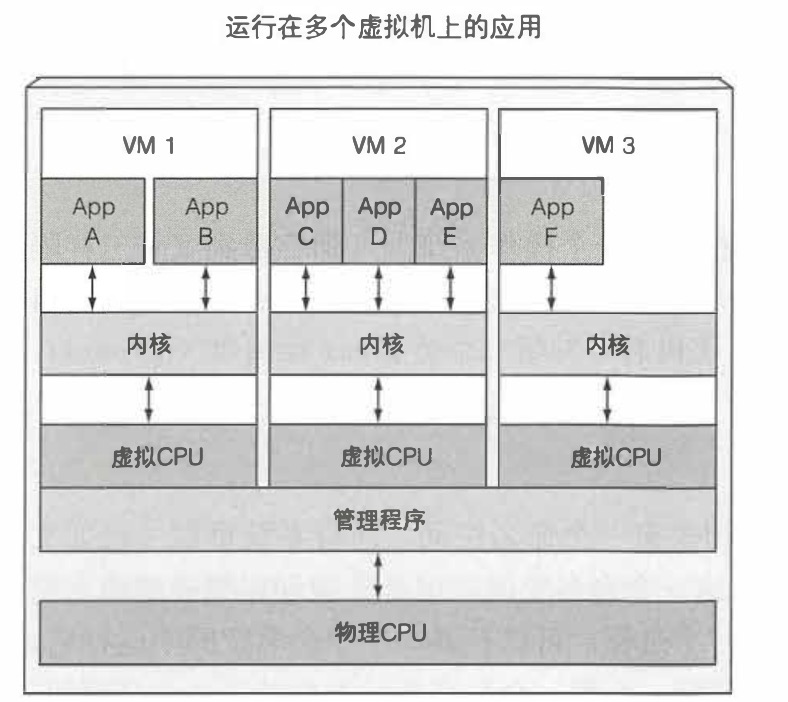 运行在多个虚拟机上的应用
VM 1
VM 2
VM 3
App
A
App
B
App
C
App
D
App
E
App
F
内核
内核
内核
虚拟CPU
虚拟CPU
虚拟CPU
管理程序
物理CPU